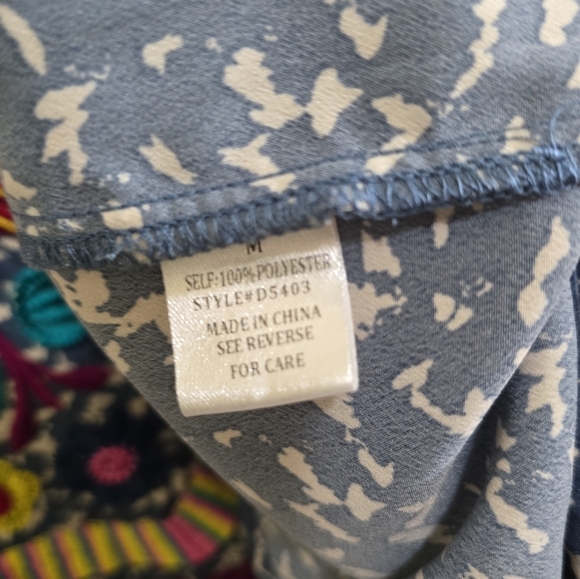 M
SELF:100%POLYESTER
STYLE#D5403
MADE IN CHINA
SEE REVERSE
FOR CARE